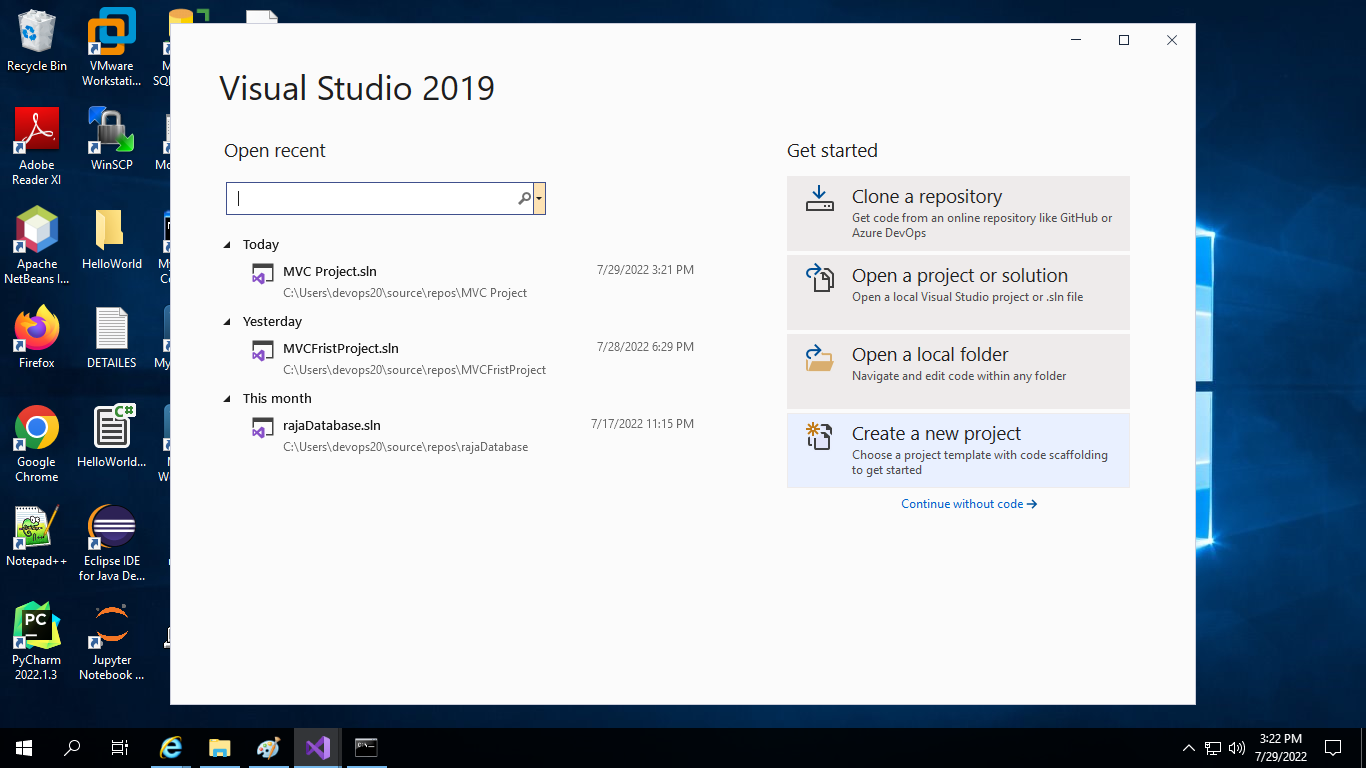 Recycle Bin
VMware
Workstati...
SQ
Adobe
Reader XI
WinSCP
Mo
Apache
NetBeans I...
HelloWorld
My
Co
Firefox
DETAILES
My
Google
Chrome
HelloWorld...
Notepad++
Eclipse IDE
for Java De...
PC
PyCharm
2022.1.3
Jupyter
Notebook ...
Visual Studio 2019
Open recent
Today
MVC Project.sln
7/29/2022 3:21 PM
C:\Users\devops20\source\repos\MVC Project
Yesterday
MVCFristProject.sln
7/28/2022 6:29 PM
C:\Users\devops20\source\repos\MVCFristProject
This month
rajaDatabase.sln
7/17/2022 11:15 PM
C:\Users\devops20\source\repos\rajaDatabase
Get started
Clone a repository
Get code from an online repository like GitHub or
Azure DevOps
Open a project or solution
Open a local Visual Studio project or .sln file
Open a local folder
Navigate and edit code within any folder
Create a new project
Choose a project template with code scaffolding
to get started
Continue without code →
3:22 PM
7/29/2022